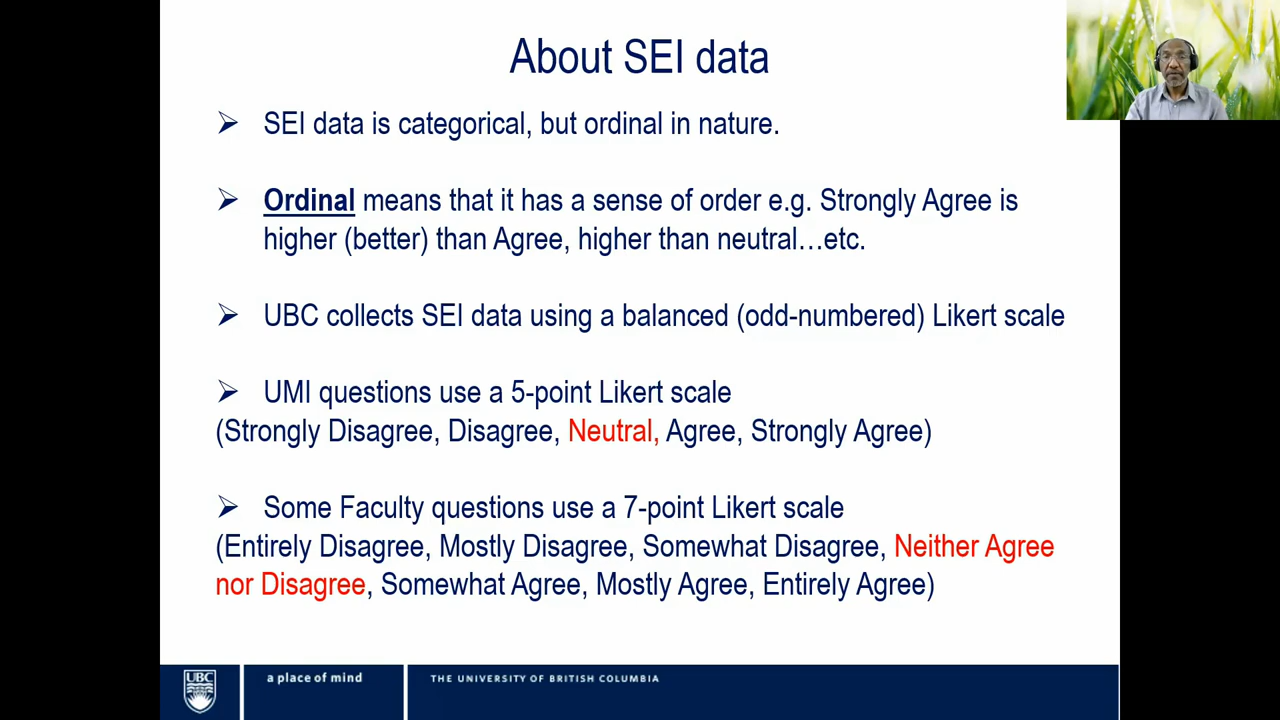 About SEI data
➢ SEI data is categorical, but ordinal in nature.
➢ Ordinal means that it has a sense of order e.g. Strongly Agree is
higher (better) than Agree, higher than neutral…etc.
➢ UBC collects SEI data using a balanced (odd-numbered) Likert scale
➢ UMI questions use a 5-point Likert scale
(Strongly Disagree, Disagree, Neutral, Agree, Strongly Agree)
➢ Some Faculty questions use a 7-point Likert scale
(Entirely Disagree, Mostly Disagree, Somewhat Disagree, Neither Agree
nor Disagree, Somewhat Agree, Mostly Agree, Entirely Agree)
UBC
a place of mind
THE UNIVERSITY OF BRITISH COLUMBIA